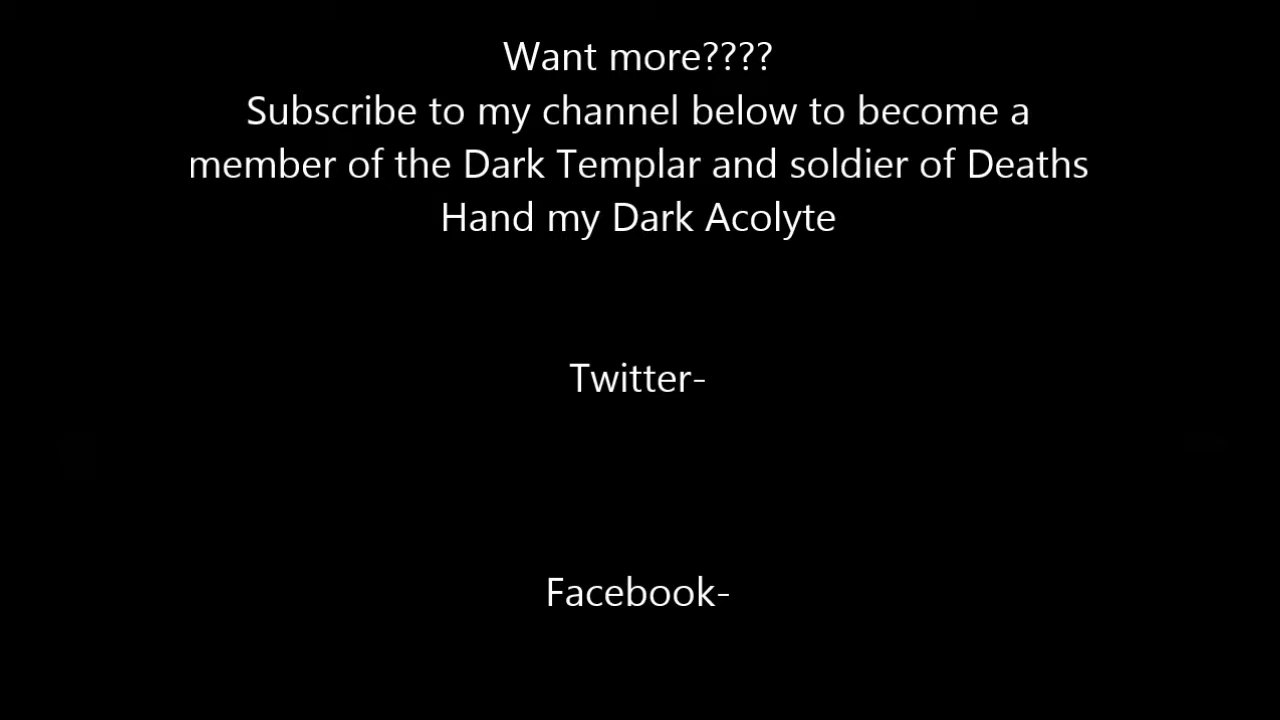 Want more????
Subscribe to my channel below to become a
member of the Dark Templar and soldier of Deaths
Hand my Dark Acolyte
Twitter-
Facebook-